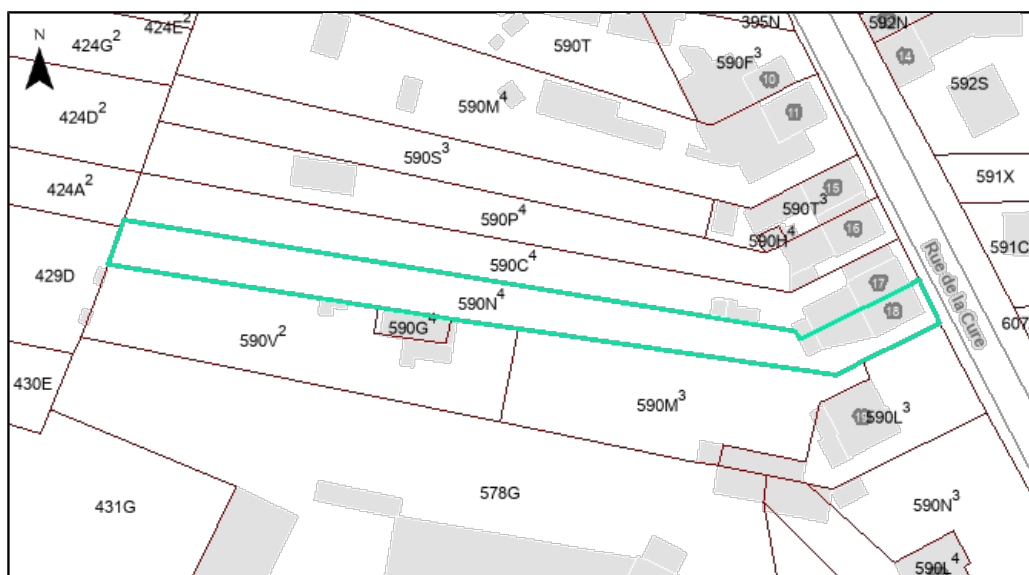 424E²
395N
592N
424G²
590T
14
N
590F³
10
592S
590M⁴
11
424D²
590S³
591X
424A²
15
590P⁴
590T³
16
590H⁴
591C
590C⁴
Rue de la Cure
429D
17
590N⁴
18
607
590G⁴
590V²
430E
590M³
19
590L³
578G
431G
590N³
590L⁴